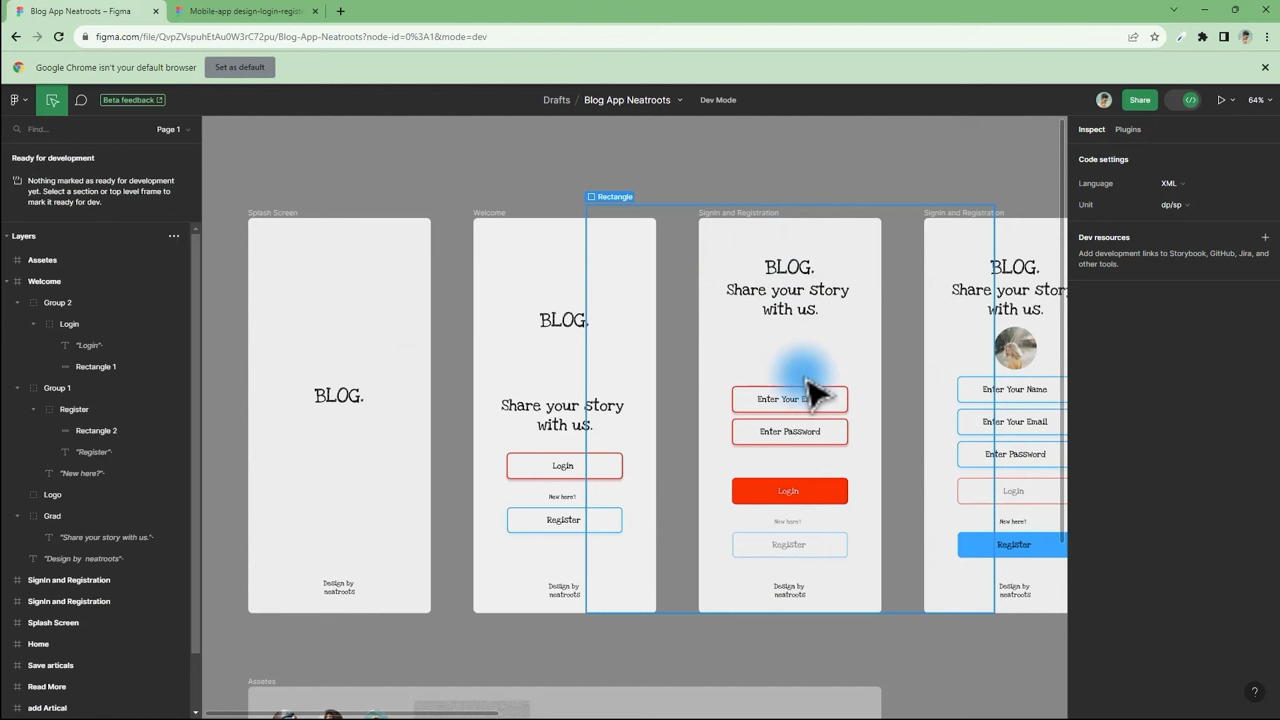 Blog App Neatroots – Figma
Mobile-app design-login-regist
figma.com/file/QvpZVspuhEtAu0W3rC72pu/Blog-App-Neatroots?node-id=0%3A1&mode=dev
Google Chrome isn't your default browser
Set as default
Beta feedback
Drafts / Blog App Neatroots
Dev Mode
Share
64%
Find...
Page 1
Ready for development
Nothing marked as ready for development
yet. Select a section or top level frame to
mark it ready for dev.
Layers
Assetes
Welcome
Group 2
Login
"Login"
Rectangle 1
Group 1
Register
Rectangle 2
"Register"
"New here?"
Logo
Grad
"Share your story with us."
"Design by neatroots"
SignIn and Registration
SignIn and Registration
Splash Screen
Home
Save articals
Read More
add Artical
Splash Screen
BLOG.
Design by
neatroots
Welcome
BLOG.
Share your story
with us.
Login
New here?
Register
Design by
neatroots
Rectangle
SignIn and Registration
BLOG.
Share your story
with us.
Enter Your
Enter Password
Login
New here?
Register
Design by
neatroots
SignIn and Registration
BLOG.
Share your story
with us.
Enter Your Name
Enter Your Email
Enter Password
Login
New here?
Register
Design by
neatroots
Assetes
Inspect
Plugins
Code settings
Language
XML
Unit
dp/sp
Dev resources
Add development links to Storybook, GitHub, Jira, and
other tools.
?